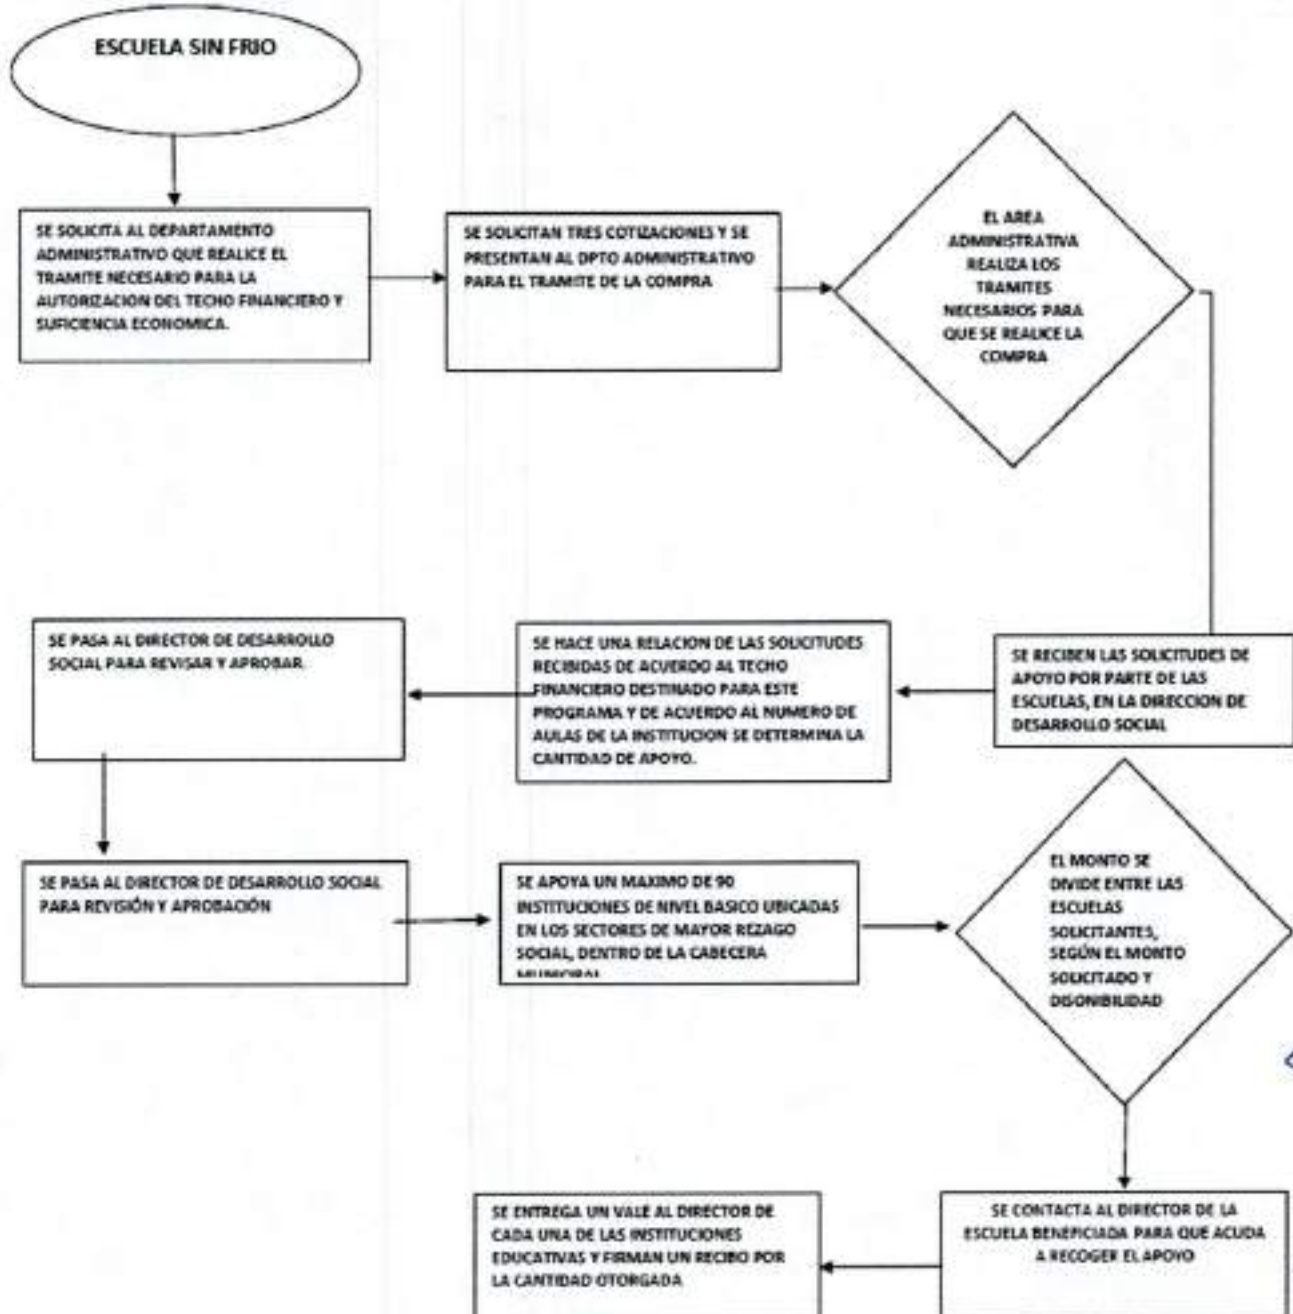 ESCUELA SIN FRIO
SE SOLICITA AL DEPARTAMENTO
ADMINISTRATIVO QUE REALICE EL
TRAMITE NECESARIO PARA LA
AUTORIZACION DEL TECHO FINANCIERO Y
SUFICIENCIA ECONOMICA.
SE SOLICITAN TRES COTIZACIONES Y SE
PRESENTAN AL DPTO ADMINISTRATIVO
PARA EL TRAMITE DE LA COMPRA
EL AREA
ADMINISTRATIVA
REALIZA LOS
TRAMITES
NECESARIOS PARA
QUE SE REALICE LA
COMPRA
SE RECIBEN LAS SOLICITUDES DE
APOYO POR PARTE DE LAS
ESCUELAS, EN LA DIRECCION DE
DESARROLLO SOCIAL
SE HACE UNA RELACION DE LAS SOLICITUDES
RECIBIDAS DE ACUERDO AL TECHO
FINANCIERO DESTINADO PARA ESTE
PROGRAMA Y DE ACUERDO AL NUMERO DE
AULAS DE LA INSTITUCION SE DETERMINA LA
CANTIDAD DE APOYO.
SE PASA AL DIRECTOR DE DESARROLLO
SOCIAL PARA REVISAR Y APROBAR.
SE PASA AL DIRECTOR DE DESARROLLO SOCIAL
PARA REVISIÓN Y APROBACIÓN
SE APOYA UN MAXIMO DE 90
INSTITUCIONES DE NIVEL BASICO UBICADAS
EN LOS SECTORES DE MAYOR REZAGO
SOCIAL, DENTRO DE LA CABECERA
EL MONTO SE
DIVIDE ENTRE LAS
ESCUELAS
SOLICITANTES,
SEGÚN EL MONTO
SOLICITADO Y
DISONIBILIDAD
SE CONTACTA AL DIRECTOR DE LA
ESCUELA BENEFICIADA PARA QUE ACUDA
A RECOGER EL APOYO
SE ENTREGA UN VALE AL DIRECTOR DE
CADA UNA DE LAS INSTITUCIONES
EDUCATIVAS Y FIRMAN UN RECIBO POR
LA CANTIDAD OTORGADA